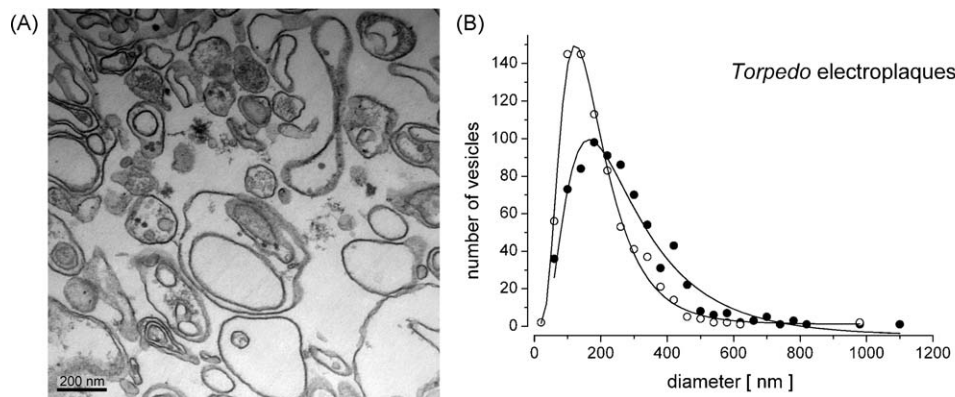 (A)
200 nm
(B)
Torpedo electroplaques
number of vesicles
140
120
100
80
60
40
20
0
0 200 400 600 800 1000 1200
diameter [ nm ]